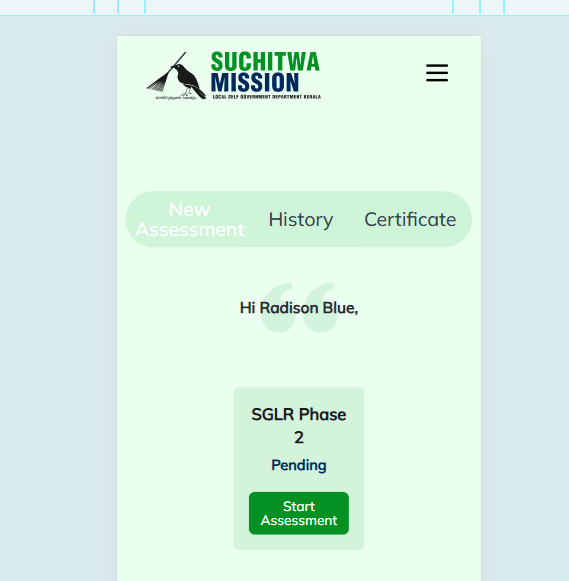 SUCHITWA
MISSION
LOCAL SELF GOVERNMENT DEPARTMENT KERALA
New
Assessment
History
Certificate
Hi Radison Blue,
SGLR Phase
2
Pending
Start
Assessment